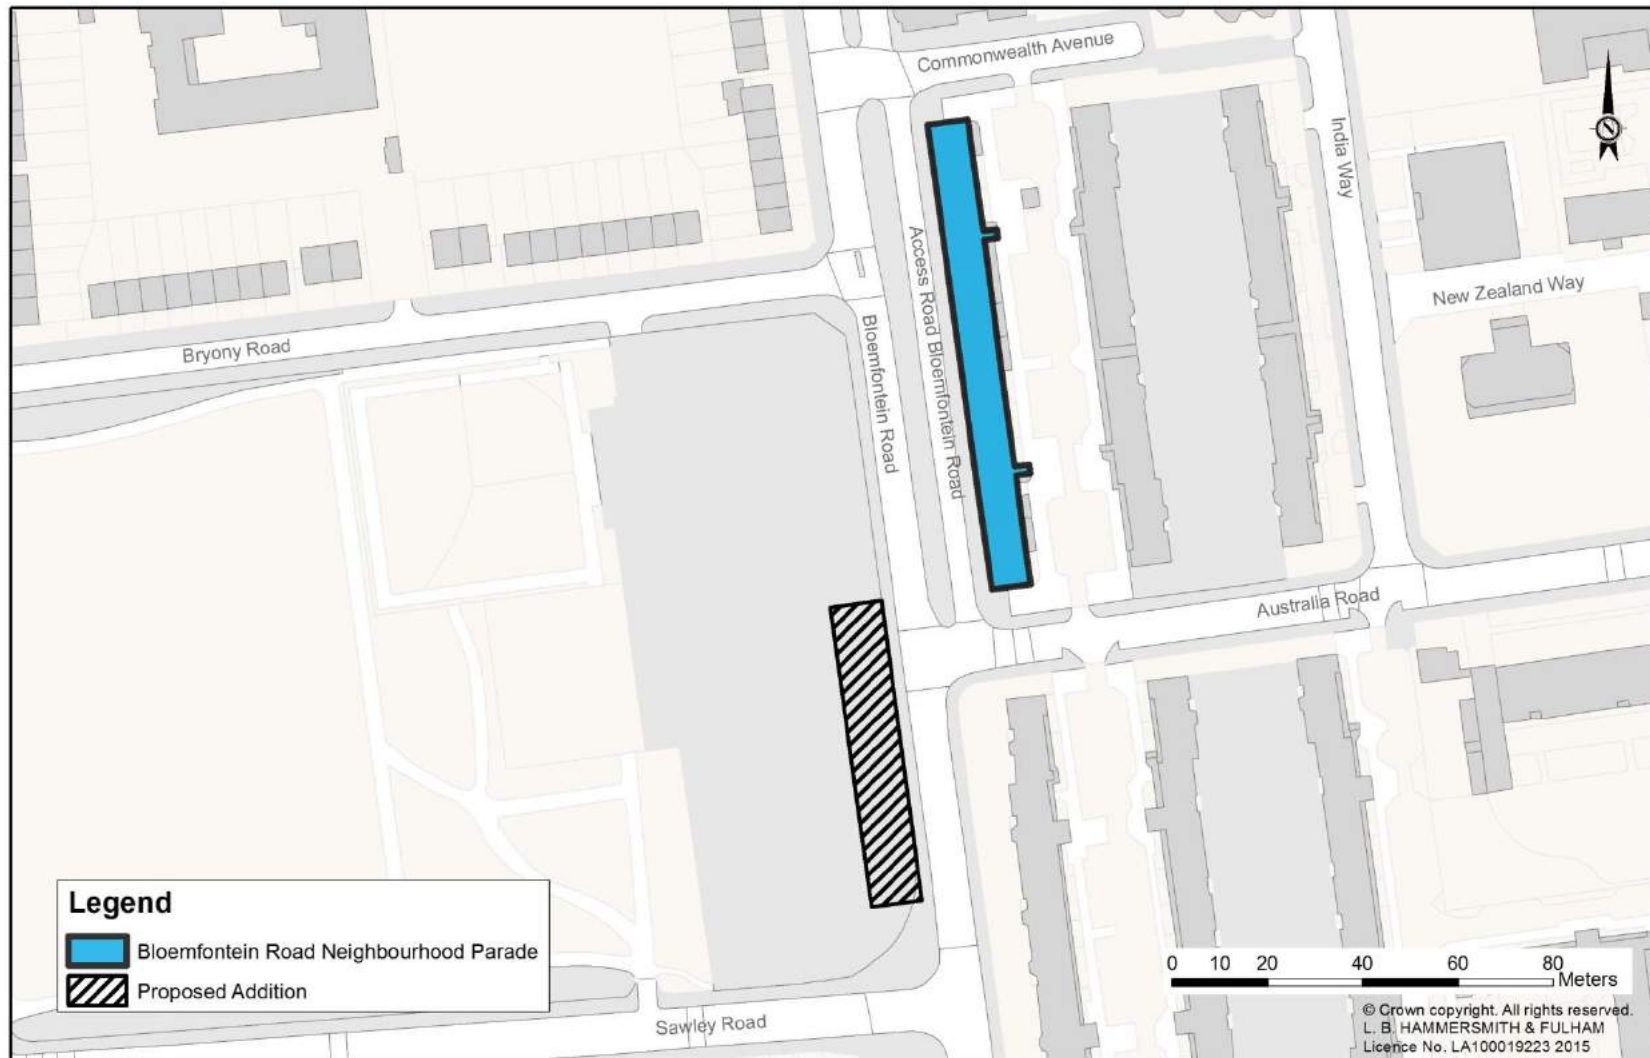 Commonwealth Avenue
India Way
Access Road Bloemfontein Road
New Zealand Way
Bloemfontein Road
Bryony Road
Australia Road
Legend
Bloemfontein Road Neighbourhood Parade
Proposed Addition
0 10 20 40 60 80
Meters
Sawley Road
© Crown copyright. All rights reserved.
L. B. HAMMERSMITH & FULHAM
Licence No. LA100019223 2015